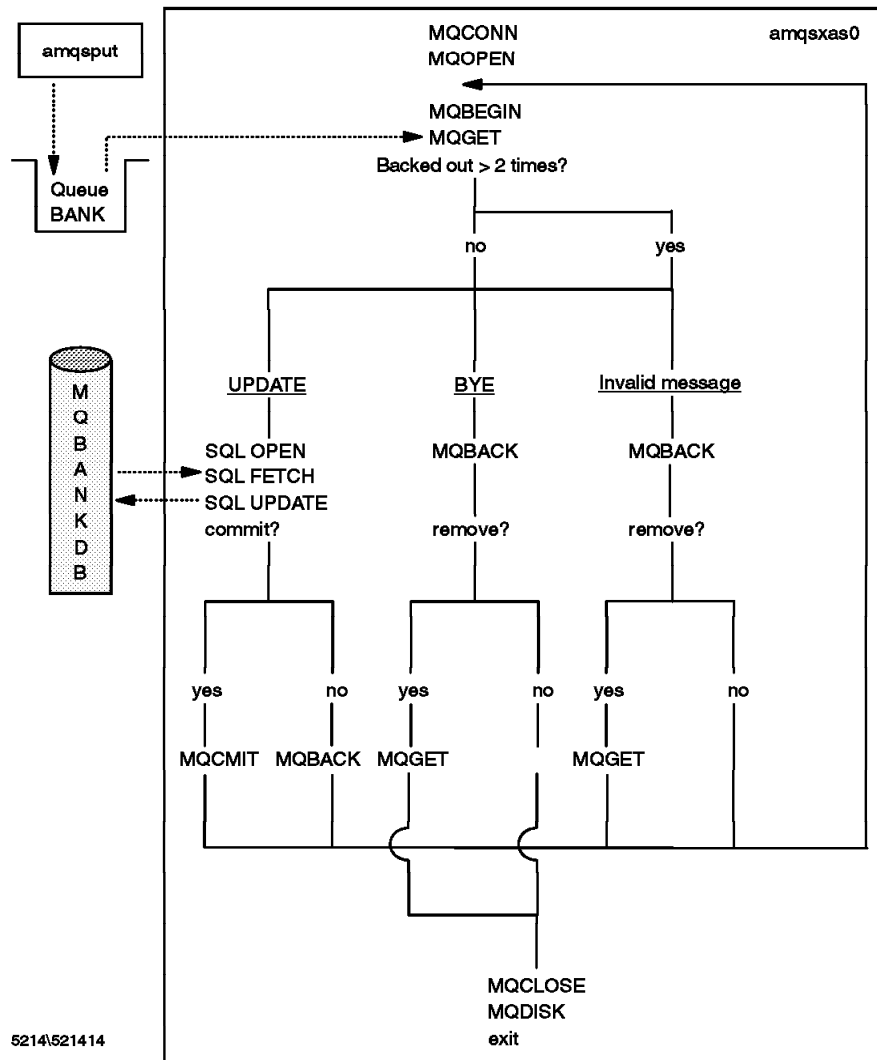 amqsput
MQCONN
MQOPEN
amqsxas0
MQBEGIN
MQGET
Backed out > 2 times?
Queue
BANK
no
yes
M
Q
B
A
N
K
D
B
UPDATE
BYE
Invalid message
SQL OPEN
SQL FETCH
SQL UPDATE
commit?
MQBACK
remove?
MQBACK
remove?
yes
no
yes
no
yes
no
MQCMIT
MQBACK
MQGET
MQGET
MQCLOSE
MQDISK
exit
5214\521414